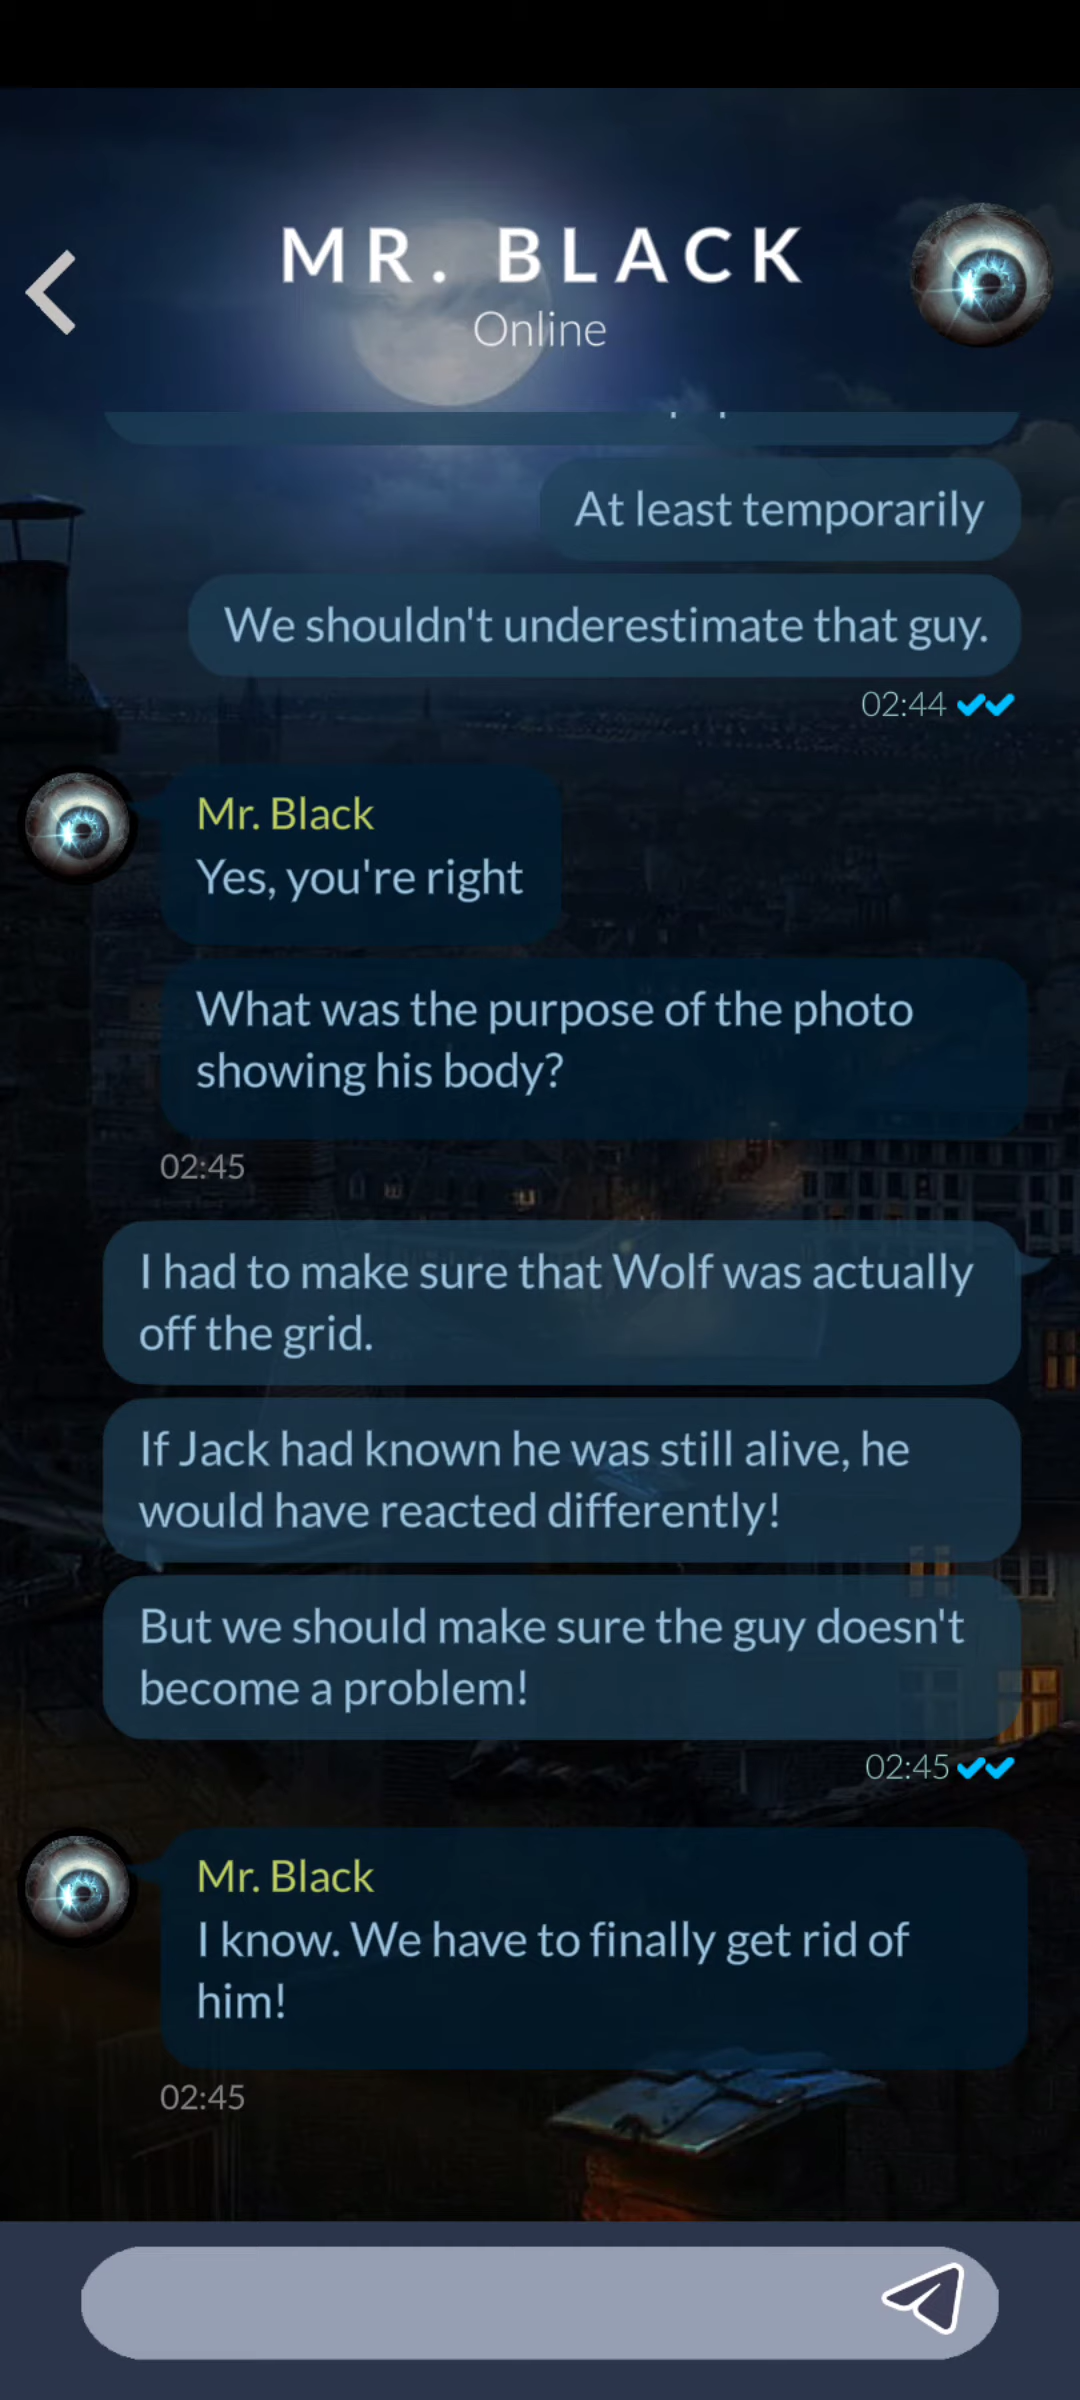 MR. BLACK
Online
At least temporarily
We shouldn't underestimate that guy.
02:44
Mr. Black
Yes, you're right
What was the purpose of the photo
showing his body?
02:45
I had to make sure that Wolf was actually
off the grid.
If Jack had known he was still alive, he
would have reacted differently!
But we should make sure the guy doesn't
become a problem!
02:45
Mr. Black
I know. We have to finally get rid of
him!
02:45